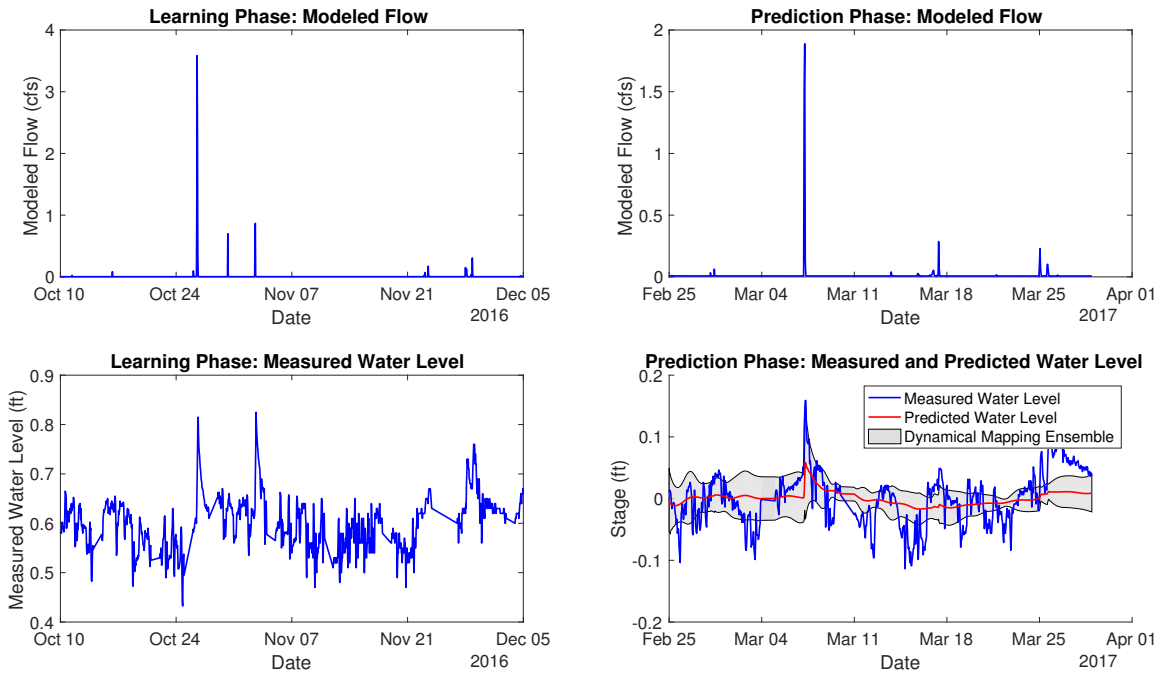 Learning Phase: Modeled Flow
Modeled Flow (cfs)
4
3
2
1
0
Oct 10
Oct 24
Nov 07
Nov 21
Dec 05
Date
2016
Prediction Phase: Modeled Flow
Modeled Flow (cfs)
2
1.5
1
0.5
0
Feb 25
Mar 04
Mar 11
Mar 18
Mar 25
Apr 01
Date
2017
Learning Phase: Measured Water Level
Measured Water Level (ft)
0.9
0.8
0.7
0.6
0.5
0.4
Oct 10
Oct 24
Nov 07
Nov 21
Dec 05
Date
2016
Prediction Phase: Measured and Predicted Water Level
Stage (ft)
0.2
0.1
0
-0.1
-0.2
Measured Water Level
Predicted Water Level
Dynamical Mapping Ensemble
Feb 25
Mar 04
Mar 11
Mar 18
Mar 25
Apr 01
Date
2017